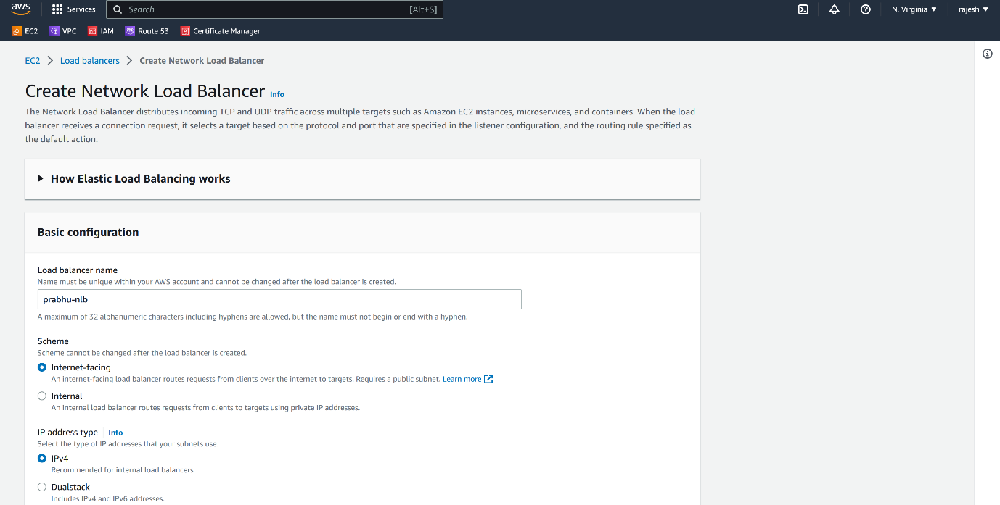 aws Services Search [Alt+S] N. Virginia ▼ rajesh ▼
EC2 VPC IAM Route 53 Certificate Manager
EC2 > Load balancers > Create Network Load Balancer
Create Network Load Balancer Info
The Network Load Balancer distributes incoming TCP and UDP traffic across multiple targets such as Amazon EC2 instances, microservices, and containers. When the load
balancer receives a connection request, it selects a target based on the protocol and port that are specified in the listener configuration, and the routing rule specified as
the default action.
How Elastic Load Balancing works
Basic configuration
Load balancer name
Name must be unique within your AWS account and cannot be changed after the load balancer is created.
prabhu-nlb
A maximum of 32 alphanumeric characters including hyphens are allowed, but the name must not begin or end with a hyphen.
Scheme
Scheme cannot be changed after the load balancer is created.
Internet-facing
An internet-facing load balancer routes requests from clients over the internet to targets. Requires a public subnet. Learn more
Internal
An internal load balancer routes requests from clients to targets using private IP addresses.
IP address type Info
Select the type of IP addresses that your subnets use.
IPv4
Recommended for internal load balancers.
Dualstack
Includes IPv4 and IPv6 addresses.